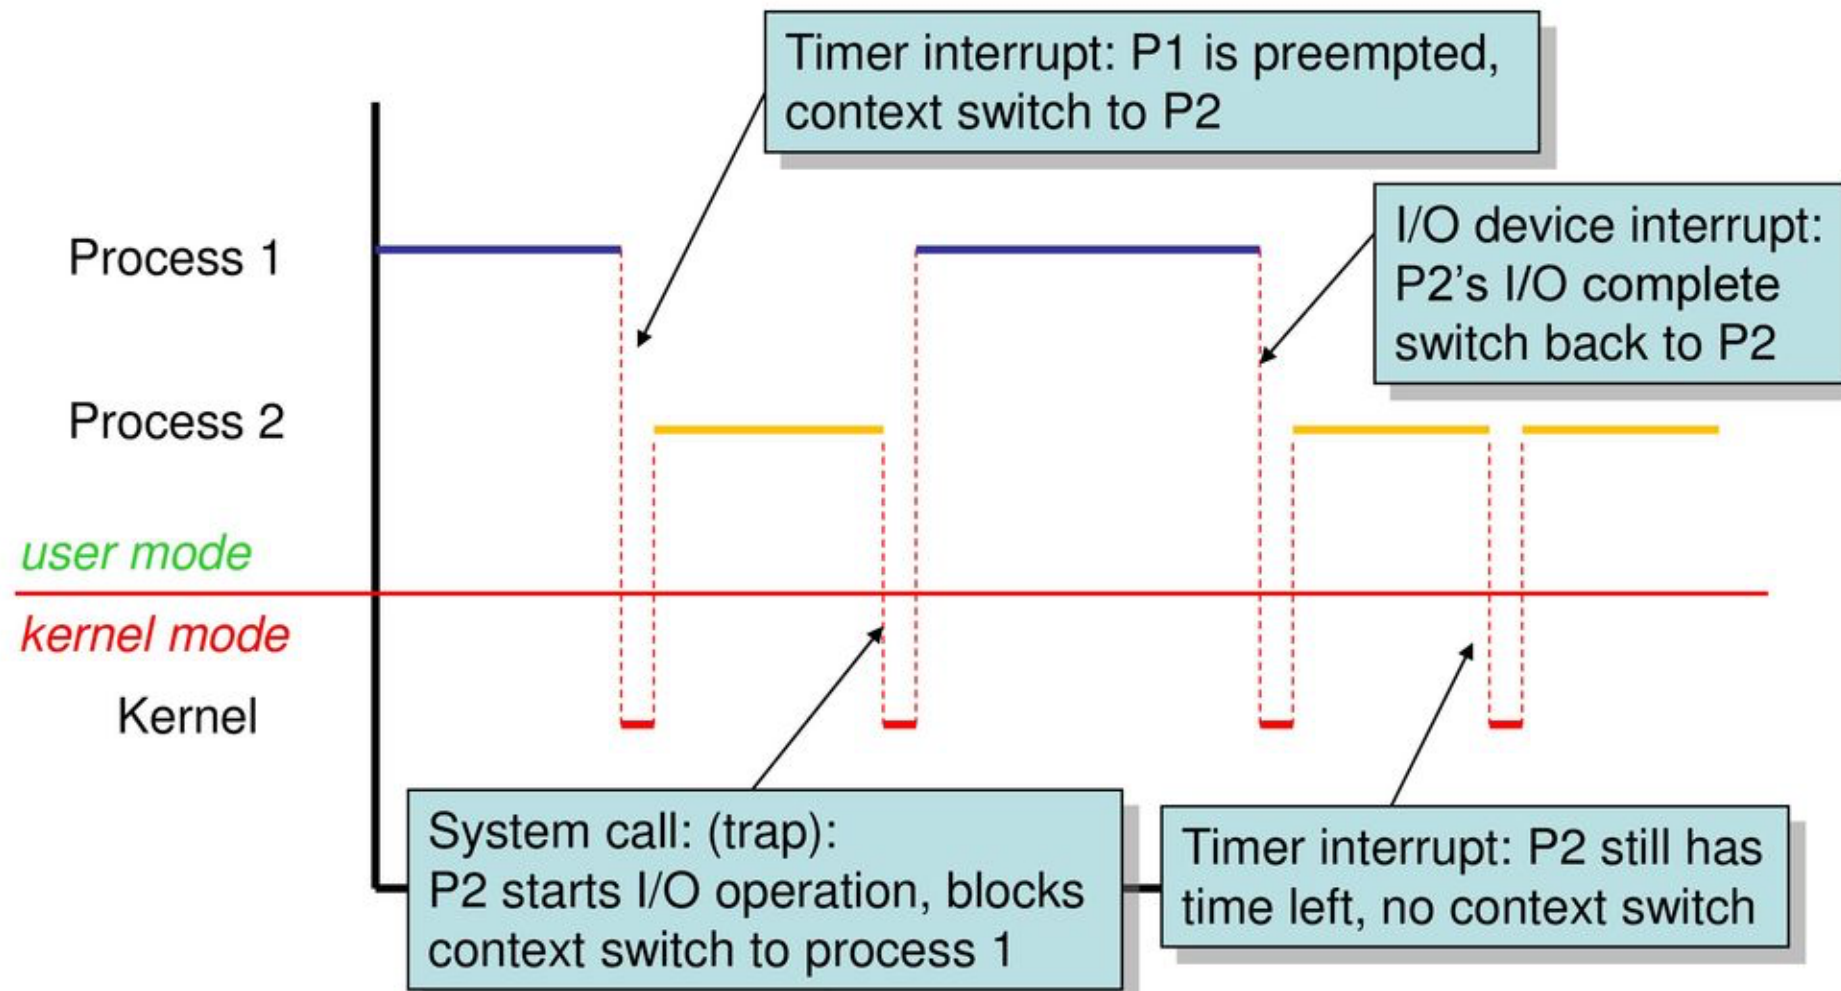 Timer interrupt: P1 is preempted,
context switch to P2
I/O device interrupt:
P2’s I/O complete
switch back to P2
Process 1
Process 2
user mode
kernel mode
Kernel
System call: (trap):
P2 starts I/O operation, blocks
context switch to process 1
Timer interrupt: P2 still has
time left, no context switch